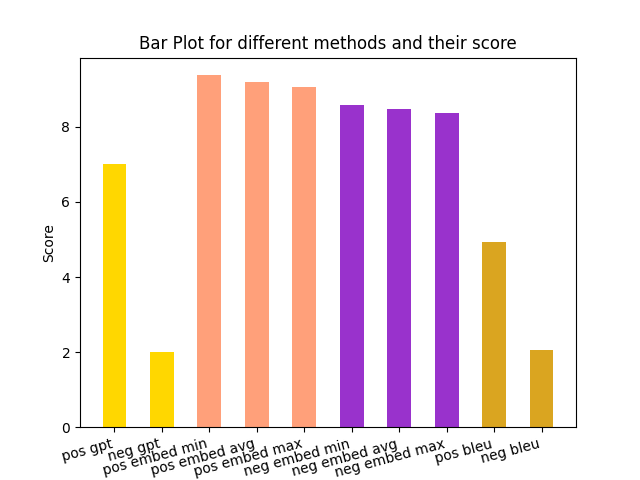 Bar Plot for different methods and their score
Score
8
6
4
2
0
pos gpt
neg gpt
pos embed min
pos embed avg
pos embed max
neg embed min
neg embed avg
neg embed max
pos bleu
neg bleu